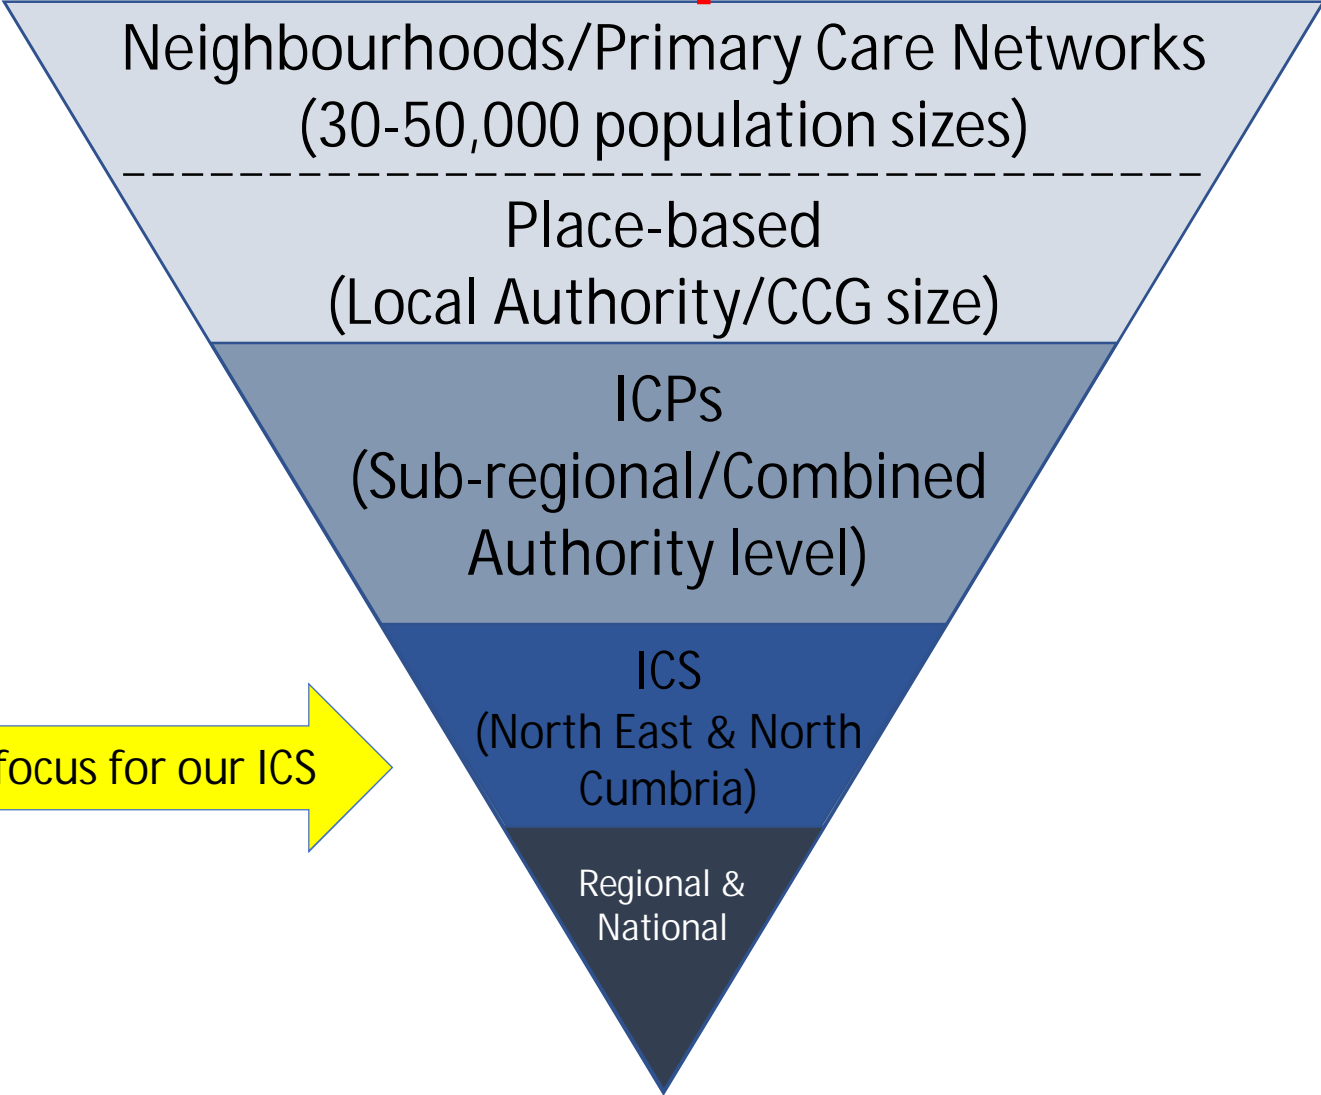 Neighbourhoods/Primary Care Networks
(30-50,000 population sizes)
Place-based
(Local Authority/CCG size)
ICPs
(Sub-regional/Combined
Authority level)
ICS
(North East & North
Cumbria)
focus for our ICS
Regional &
National